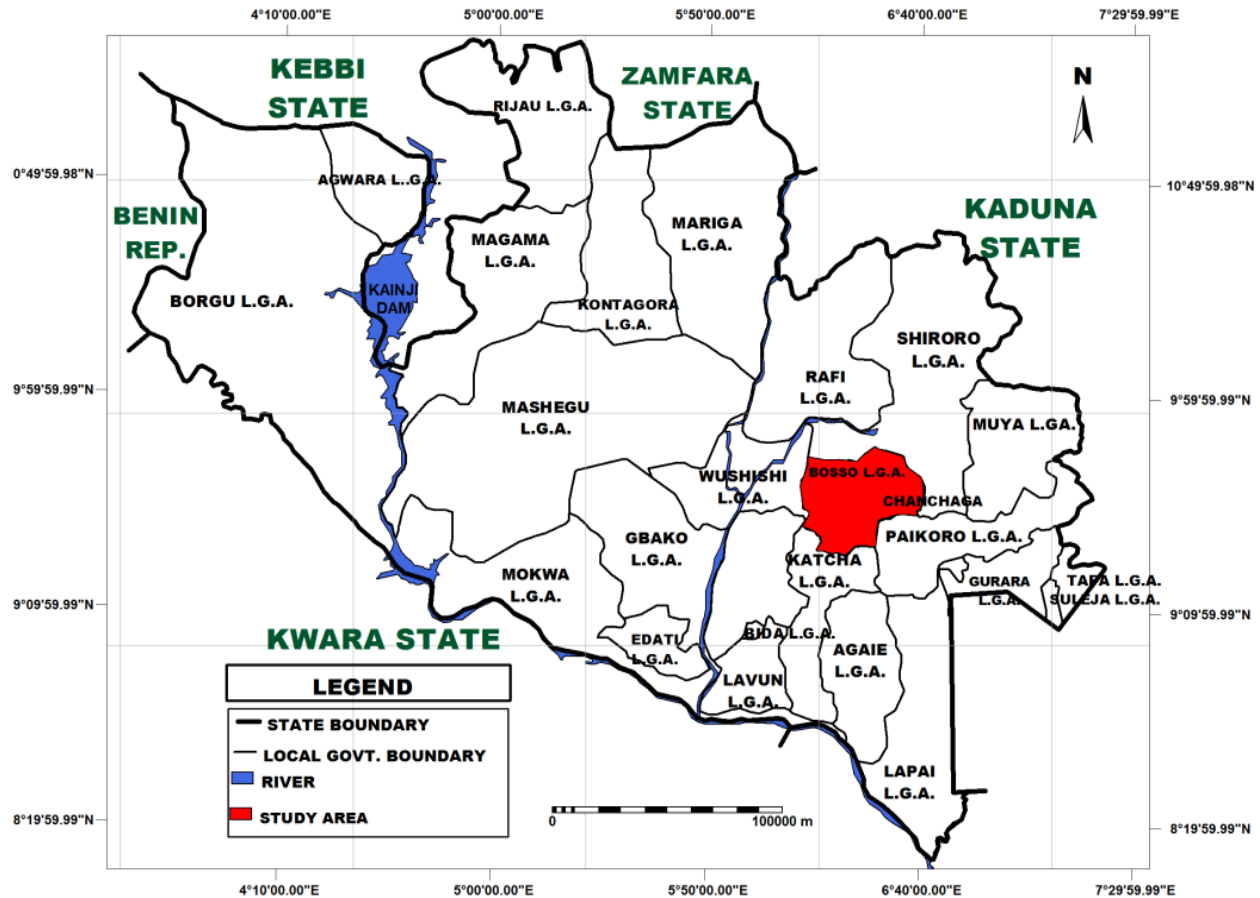 4°10'00.00"E
5°00'00.00"E
5°50'00.00"E
6°40'00.00"E
7°29'59.99"E
KEBBI
STATE
ZAMFARA
STATE
N
RIJAU L.G.A.
0°49'59.98"N
AGWARA L..G.A.
10°49'59.98"N
BENIN
REP.
KADUNA
STATE
MARIGA
L.G.A.
MAGAMA
L.G.A.
BORGU L.G.A.
KAINJI
DAM
KONTAGORA
L.G.A.
SHIRORO
L.G.A.
RAFI
L.G.A.
9°59'59.99"N
9°59'59.99"N
MASHEGU
L.G.A.
MUYA L.GA.
WUSHISHI
L.G.A.
BOSSO L.G.A.
CHANCHAGA
GBAKO
L.G.A.
PAIKORO L.G.A.
KATCHA
L.G.A.
MOKWA
L.G.A.
GURARA
L.G.A.
TAFA L.G.A.
SULEJA L.G.A.
9°09'59.99"N
9°09'59.99"N
KWARA STATE
EDATI
L.G.A.
BIDA L.G.A.
AGAIE
L.G.A.
LAVUN
L.G.A.
LEGEND
STATE BOUNDARY
LOCAL GOVT. BOUNDARY
RIVER
STUDY AREA
LAPAI
L.G.A.
0
100000 m
8°19'59.99"N
8°19'59.99"N
4°10'00.00"E
5°00'00.00"E
5°50'00.00"E
6°40'00.00"E
7°29'59.99"E